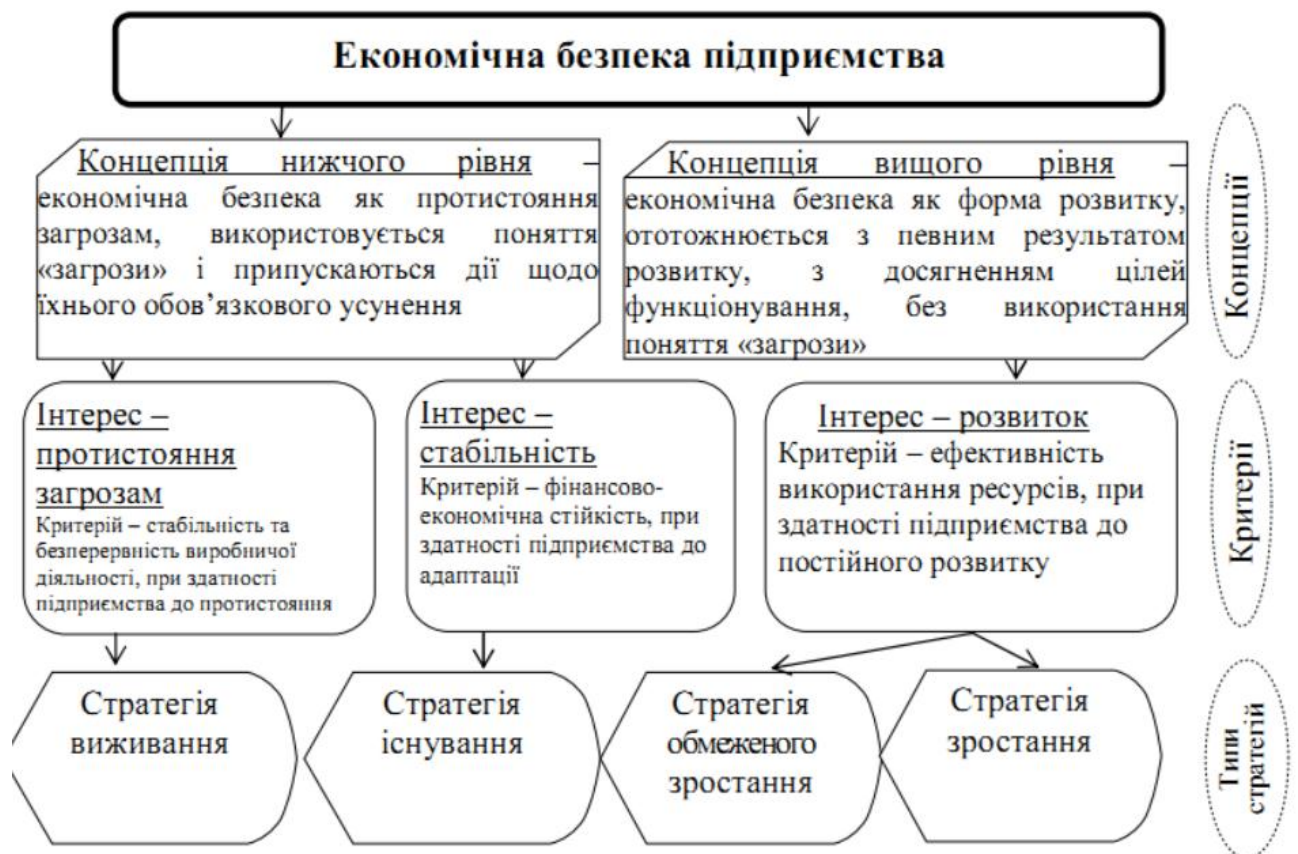 Економічна безпека підприємства
Концепція нижчого рівня –
економічна безпека як протистояння
загрозам, використовується поняття
«загрози» і припускаються дії щодо
їхнього обов’язкового усунення
Концепція вищого рівня –
економічна безпека як форма розвитку,
ототожнюється з певним результатом
розвитку, з досягненням цілей
функціонування, без використання
поняття «загрози»
Концепції
Інтерес –
протистояння
загрозам
Критерій – стабільність та
безперервність виробничої
діяльності, при здатності
підприємства до протистояння
Інтерес –
стабільність
Критерій – фінансово-
економічна стійкість, при
здатності підприємства до
адаптації
Інтерес – розвиток
Критерій – ефективність
використання ресурсів, при
здатності підприємства до
постійного розвитку
Критерії
Стратегія
виживання
Стратегія
існування
Стратегія
обмеженого
зростання
Стратегія
зростання
Типи
стратегій